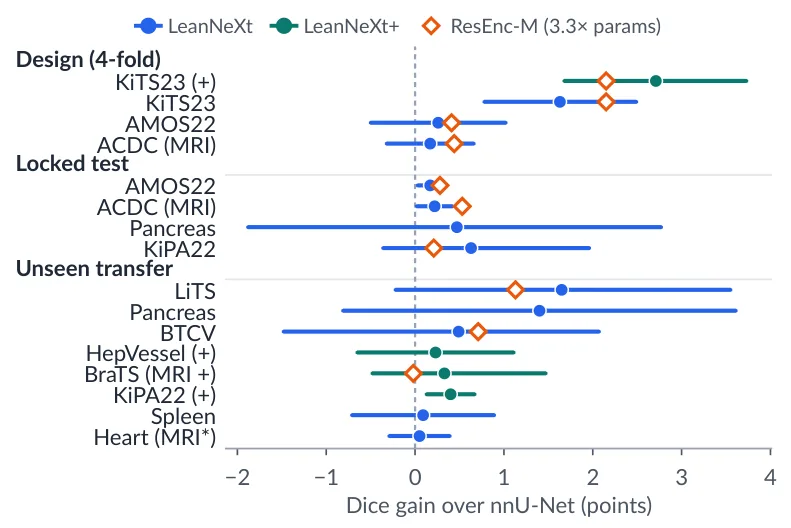 LeanNeXt LeanNeXt+ ResEnc-M (3.3× params)
Design (4-fold)
KiTS23 (+)
KiTS23
AMOS22
ACDC (MRI)
Locked test
AMOS22
ACDC (MRI)
Pancreas
KiPA22
Unseen transfer
LiTS
Pancreas
BTCV
HepVessel (+)
BraTS (MRI +)
KiPA22 (+)
Spleen
Heart (MRI*)
−2 −1 0 1 2 3 4
Dice gain over nnU-Net (points)